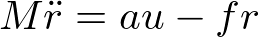 Mr̈ = au − fr